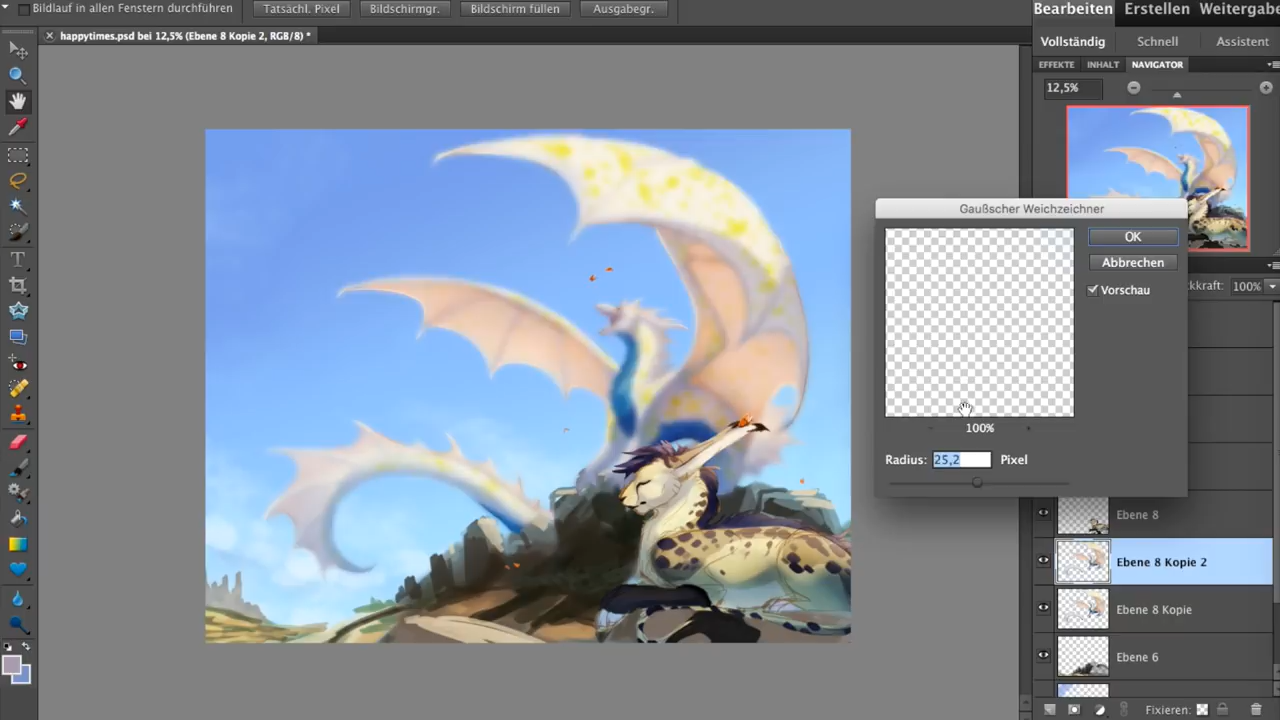 Bildlauf in allen Fenstern durchführen
Tatsächl. Pixel
Bildschirmgr.
Bildschirm füllen
Ausgabegr.
Bearbeiten Erstellen Weitergabe
happytimes.psd bei 12,5% (Ebene 8 Kopie 2, RGB/8) *
Vollständig Schnell Assistent
EFFEKTE INHALT NAVIGATOR
12,5%
Gaußscher Weichzeichner
OK
Abbrechen
Vorschau
100%
Radius: 25,2 Pixel
kkraft: 100%
Ebene 8
Ebene 8 Kopie 2
Ebene 8 Kopie
Ebene 6
Fixieren: